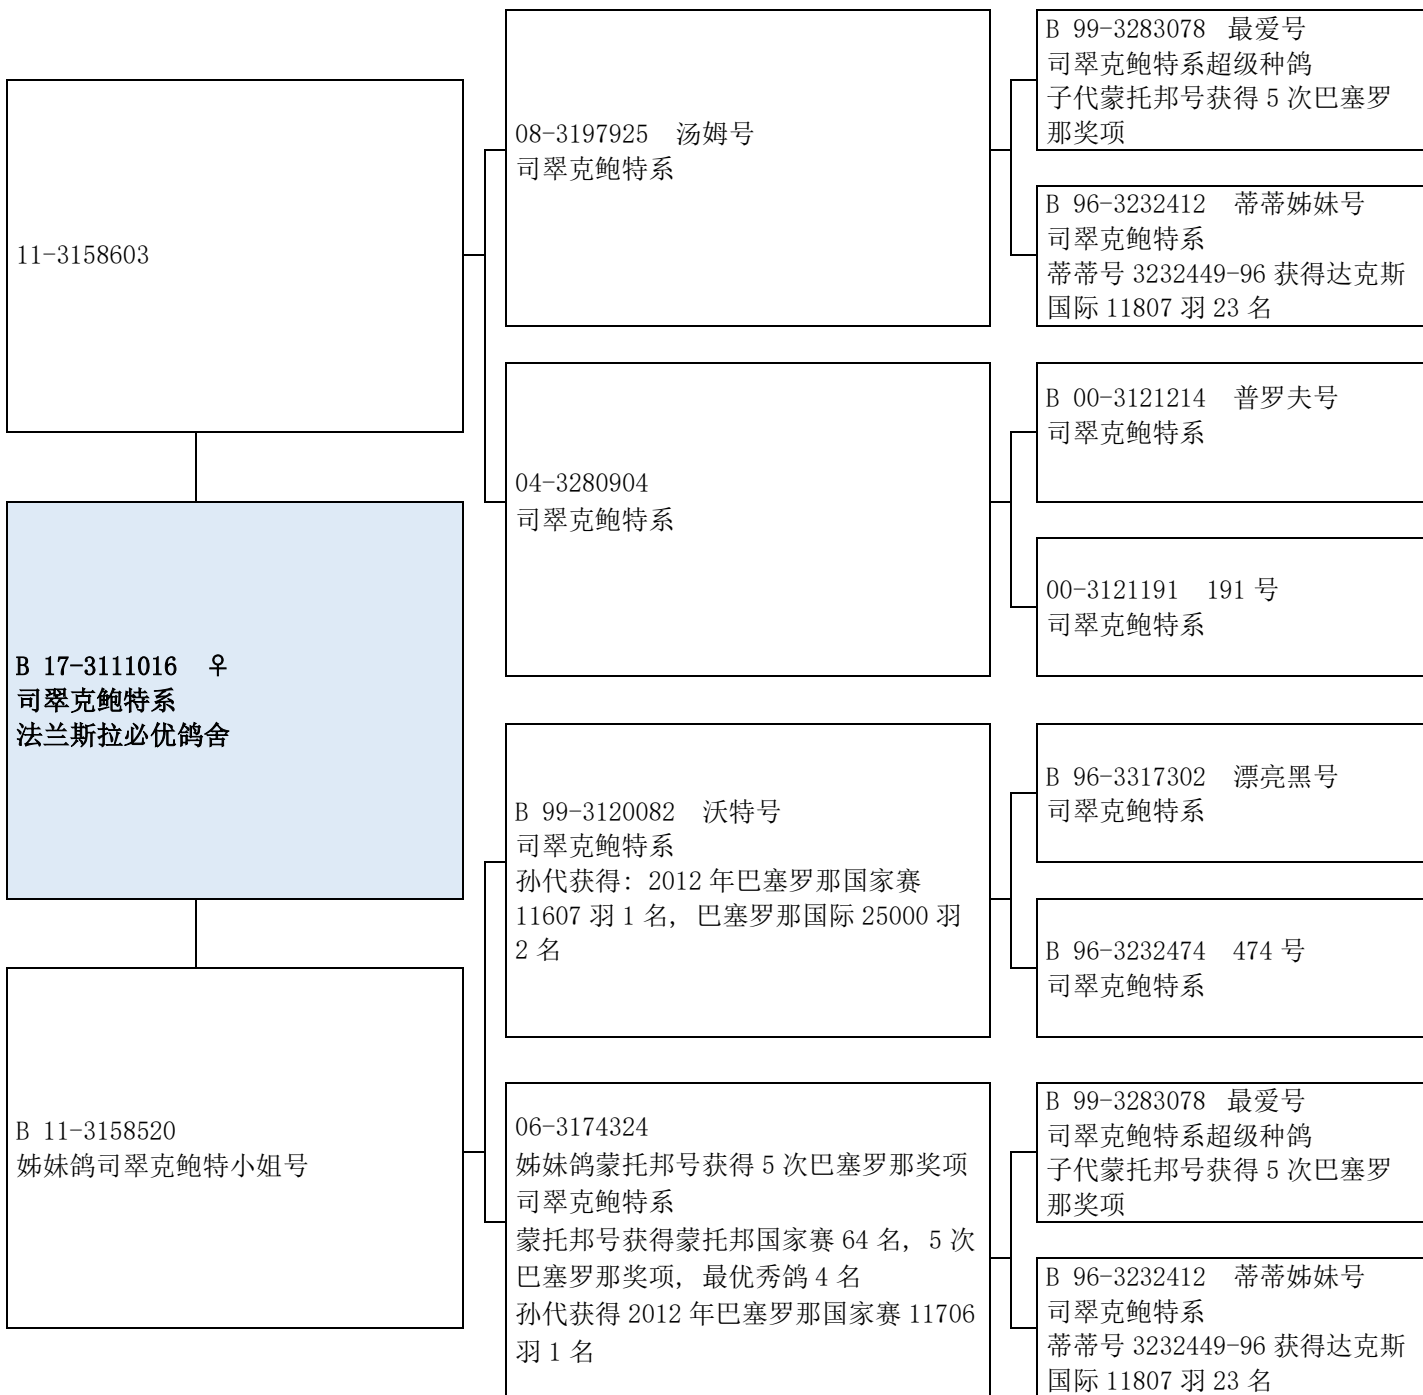 11-3158603
B 17-3111016 ♀
司翠克鲍特系
法兰斯拉必优鸽舍
B 11-3158520
姊妹鸽司翠克鲍特小姐号
08-3197925 汤姆号
司翠克鲍特系
04-3280904
司翠克鲍特系
B 99-3120082 沃特号
司翠克鲍特系
孙代获得: 2012 年巴塞罗那国家赛
11607 羽 1 名, 巴塞罗那国际 25000 羽
2 名
06-3174324
姊妹鸽蒙托邦号获得 5 次巴塞罗那奖项
司翠克鲍特系
蒙托邦号获得蒙托邦国家赛 64 名, 5 次
巴塞罗那奖项, 最优秀鸽 4 名
孙代获得 2012 年巴塞罗那国家赛 11706
羽 1 名
B 99-3283078 最爱号
司翠克鲍特系超级种鸽
子代蒙托邦号获得 5 次巴塞罗
那奖项
B 96-3232412 蒂蒂姊妹号
司翠克鲍特系
蒂蒂号 3232449-96 获得达克斯
国际 11807 羽 23 名
B 00-3121214 普罗夫号
司翠克鲍特系
00-3121191 191 号
司翠克鲍特系
B 96-3317302 漂亮黑号
司翠克鲍特系
B 96-3232474 474 号
司翠克鲍特系
B 99-3283078 最爱号
司翠克鲍特系超级种鸽
子代蒙托邦号获得 5 次巴塞罗
那奖项
B 96-3232412 蒂蒂姊妹号
司翠克鲍特系
蒂蒂号 3232449-96 获得达克斯
国际 11807 羽 23 名